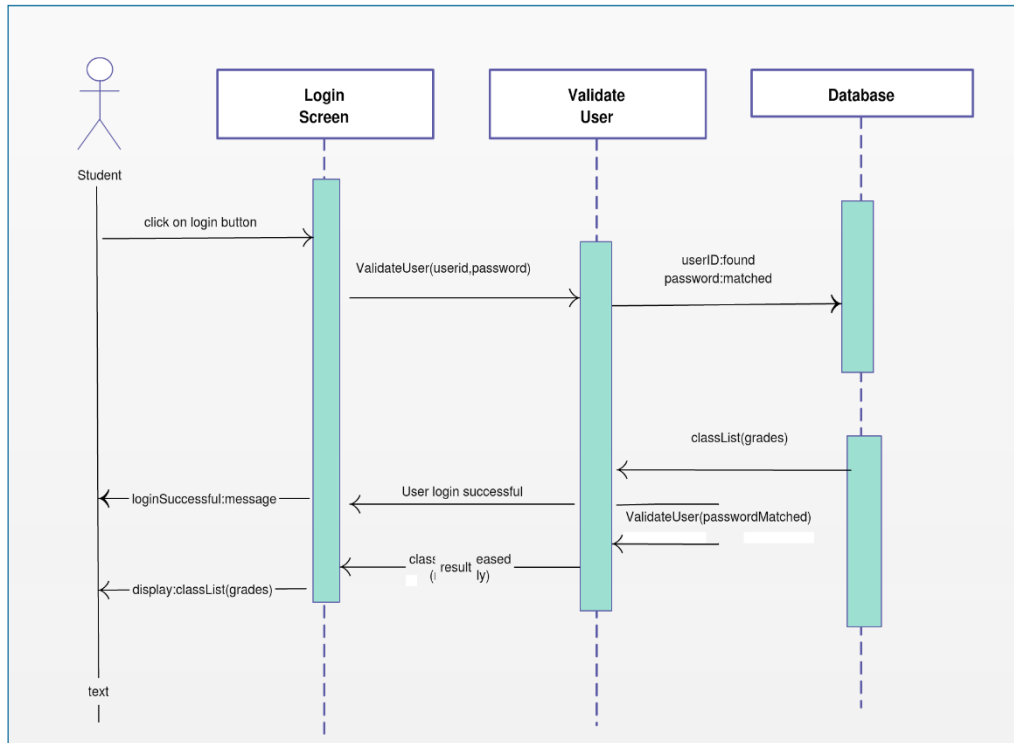 Login
Screen
Validate
User
Database
Student
click on login button
ValidateUser(userid,password)
userID:found
password:matched
classList(grades)
User login successful
loginSuccessful:message
ValidateUser(passwordMatched)
result
display:classList(grades)
text